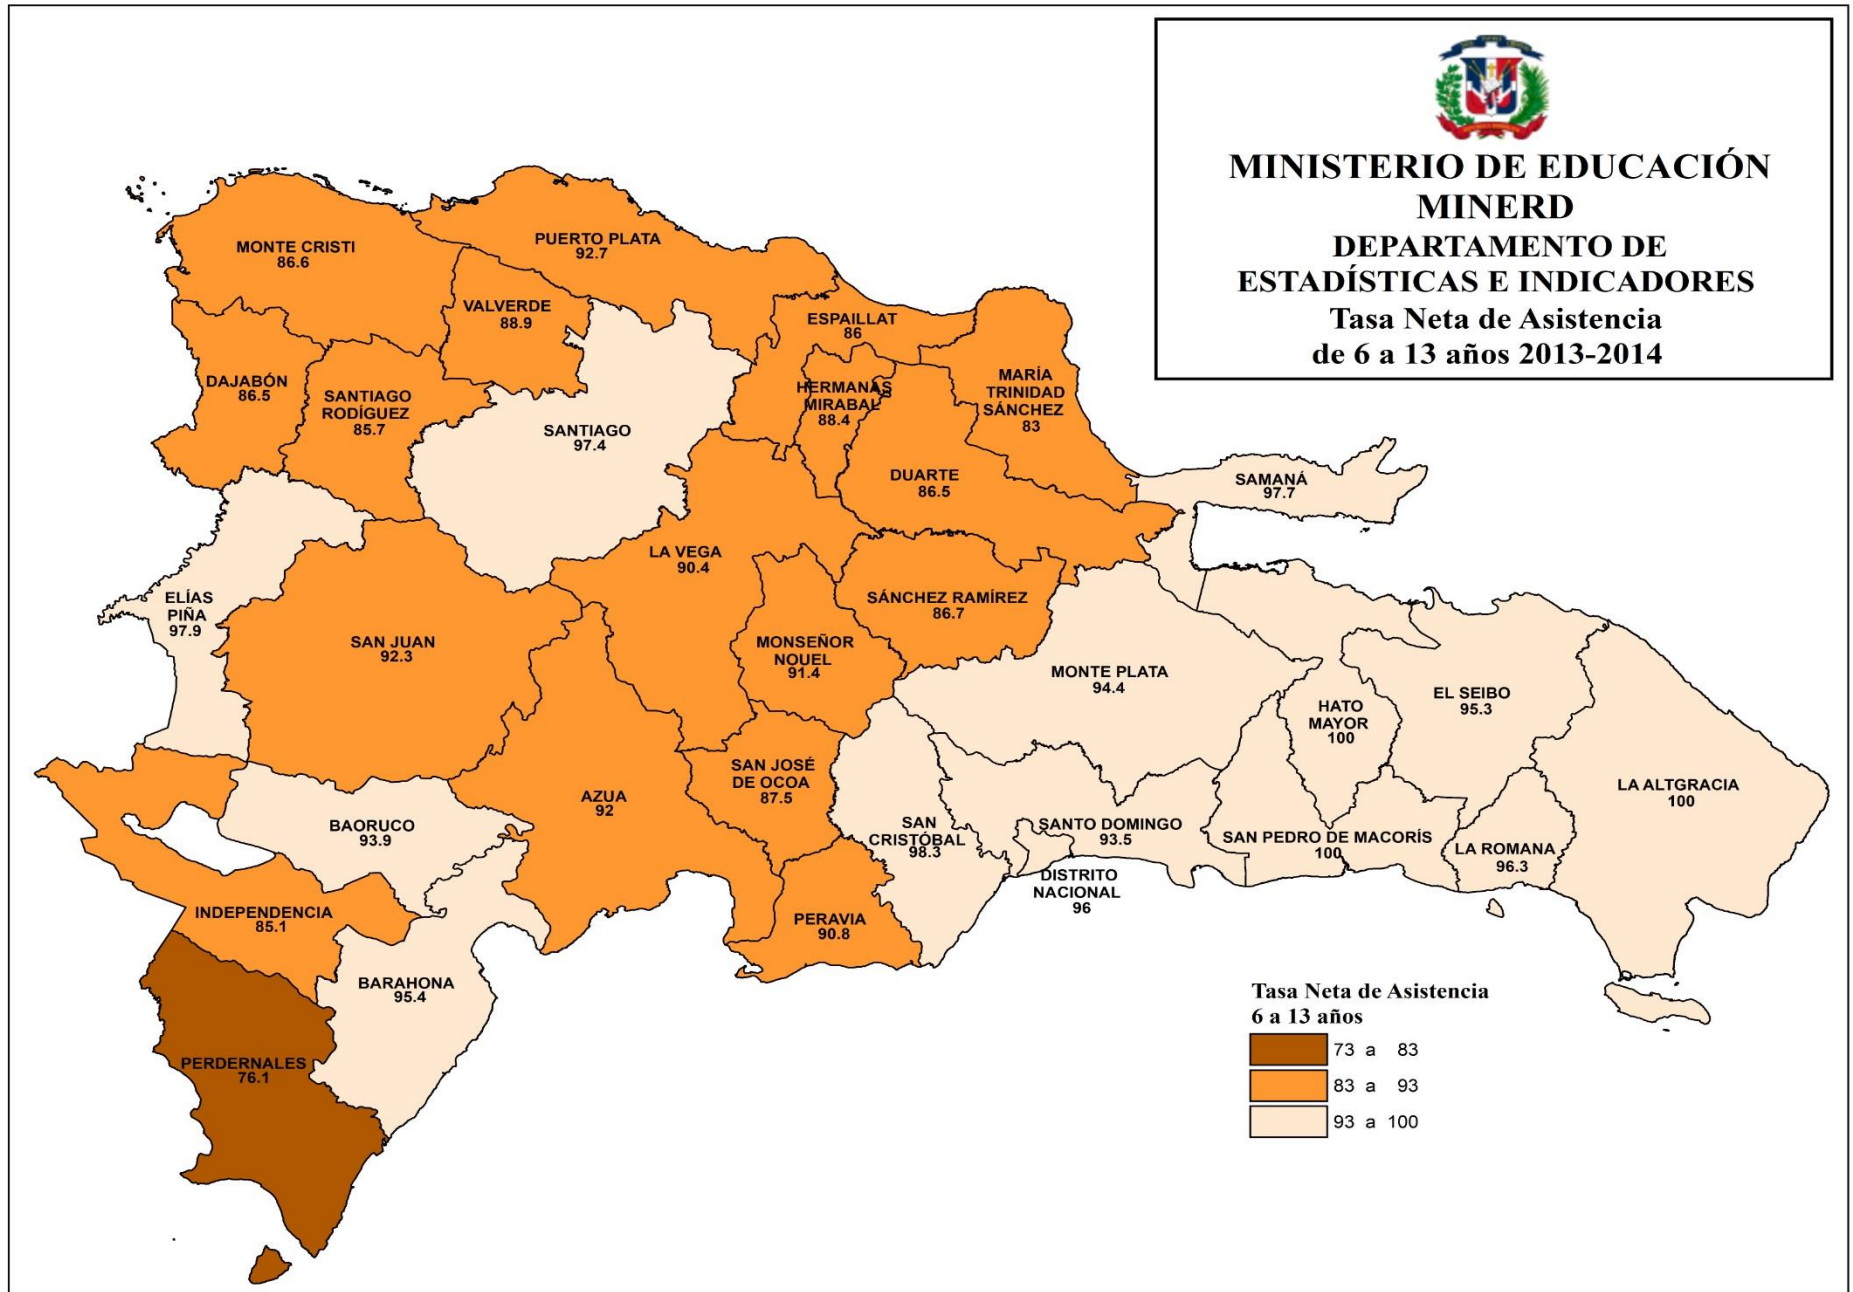 MINISTERIO DE EDUCACIÓN
MINERD
DEPARTAMENTO DE
ESTADÍSTICAS E INDICADORES
Tasa Neta de Asistencia
de 6 a 13 años 2013-2014
MONTE CRISTI
86.6
PUERTO PLATA
92.7
VALVERDE
88.9
ESPAILLAT
86
DAJABÓN
86.5
SANTIAGO
RODÍGUEZ
85.7
SANTIAGO
97.4
HERMANAS
MIRABAL
88.4
MARÍA
TRINIDAD
SÁNCHEZ
83
DUARTE
86.5
SAMANÁ
97.7
LA VEGA
90.4
ELÍAS
PIÑA
97.9
SAN JUAN
92.3
SÁNCHEZ RAMÍREZ
86.7
MONSEÑOR
NOUEL
91.4
MONTE PLATA
94.4
HATO
MAYOR
100
EL SEIBO
95.3
SAN JOSÉ
DE OCOA
87.5
AZUA
92
LA ALTGRACIA
100
BAORUCO
93.9
SAN
CRISTÓBAL
98.3
SANTO DOMINGO
93.5
SAN PEDRO DE MACORÍS
100
LA ROMANA
96.3
DISTRITO
NACIONAL
96
INDEPENDENCIA
85.1
PERAVIA
90.8
BARAHONA
95.4
PERDERNALES
76.1
Tasa Neta de Asistencia
6 a 13 años
73 a 83
83 a 93
93 a 100